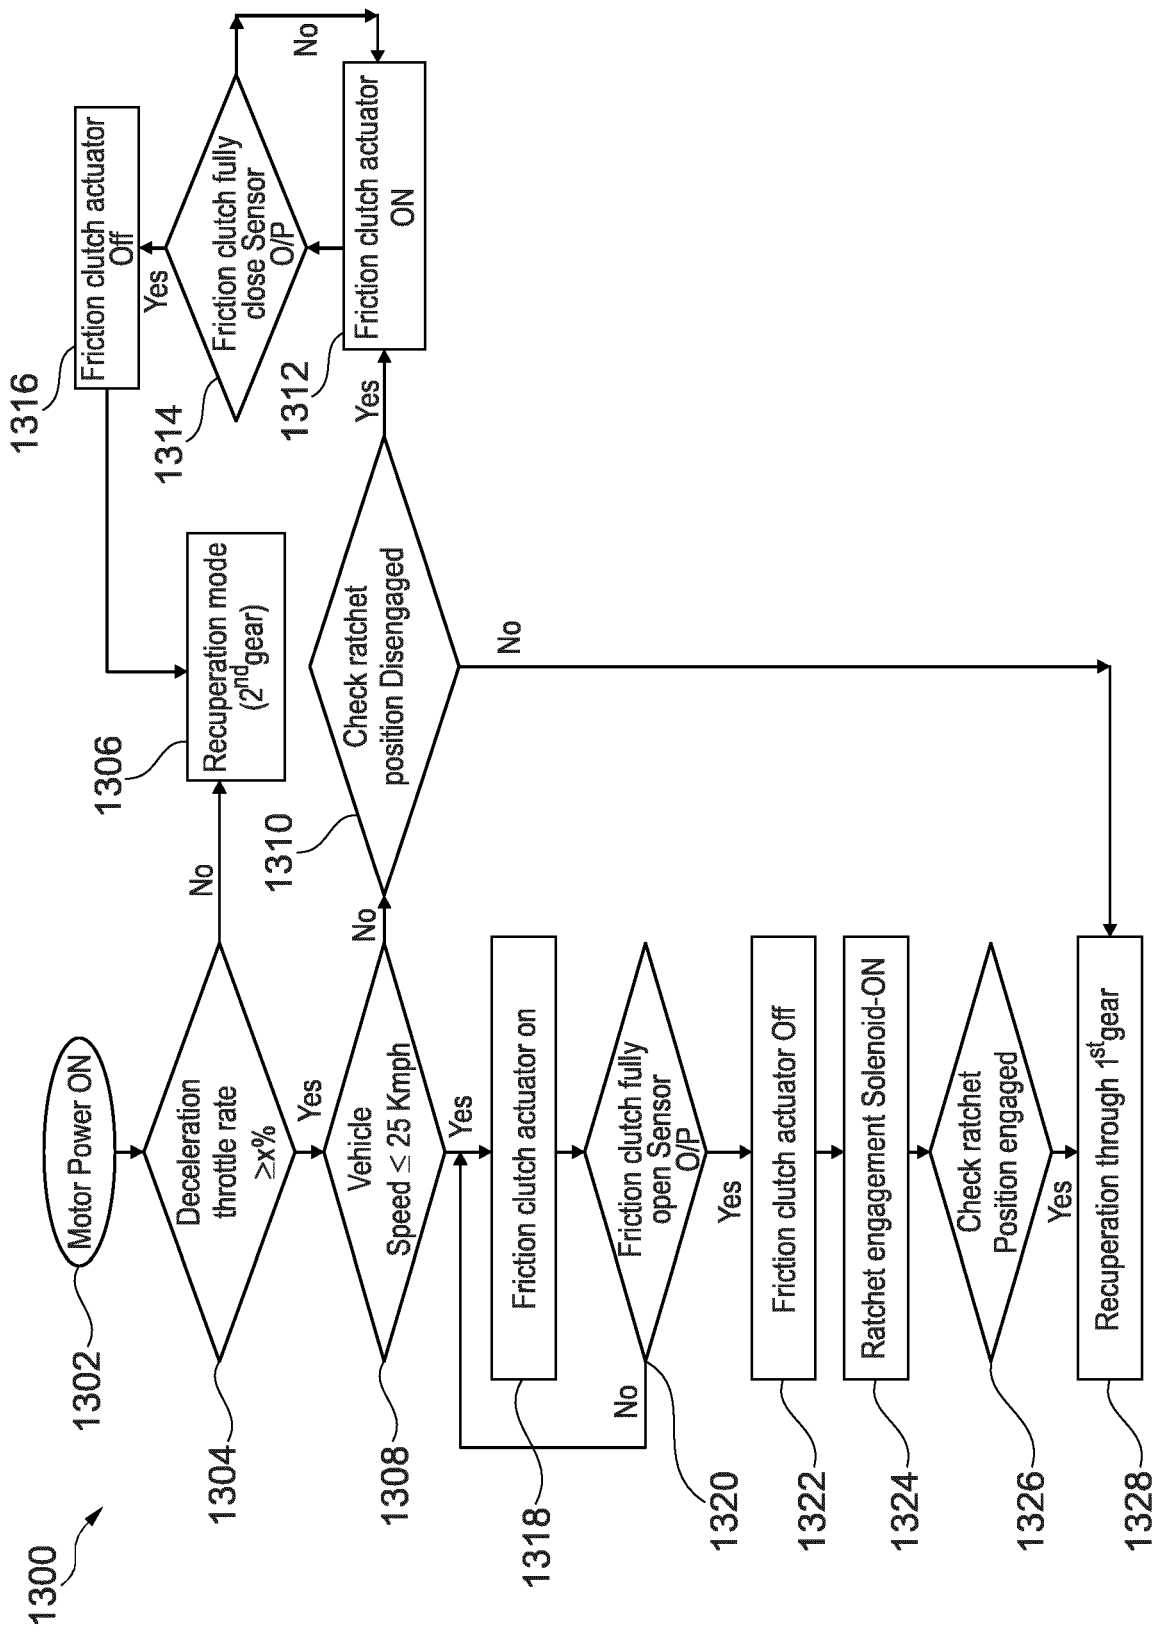 1300
1302
Motor Power ON
1304
Deceleration
throttle rate
≥x%
No
Yes
1306
Recuperation mode
(2nd gear)
1308
Vehicle
Speed ≤ 25 Kmph
No
Yes
1310
Check ratchet
position Disengaged
Yes
No
1312
Friction clutch actuator
ON
1314
Friction clutch fully
close Sensor
O/P
No
Yes
1316
Friction clutch actuator
Off
1318
Friction clutch actuator on
1320
Friction clutch fully
open Sensor
O/P
No
Yes
1322
Friction clutch actuator Off
1324
Ratchet engagement Solenoid-ON
1326
Check ratchet
Position engaged
Yes
1328
Recuperation through 1st gear